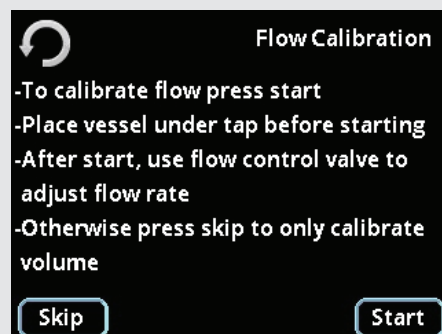 Flow Calibration
-To calibrate flow press start
-Place vessel under tap before starting
-After start, use flow control valve to
adjust flow rate
-Otherwise press skip to only calibrate
volume
Skip
Start